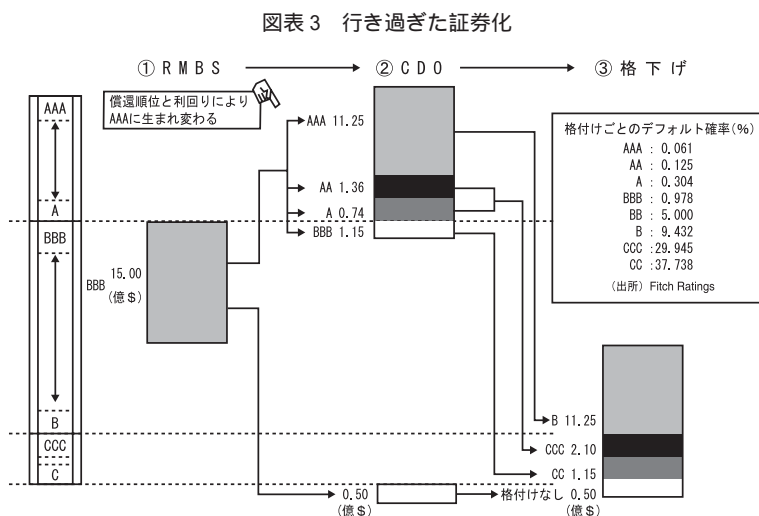 図表3 行き過ぎた証券化
①RMBS
②CDO
③格下げ
償還順位と利回りにより
AAAに生まれ変わる
AAA
A
BBB
B
CCC
C
BBB 15.00
(億$)
AAA 11.25
AA 1.36
A 0.74
BBB 1.15
格付けごとのデフォルト確率(%)
AAA : 0.061
AA : 0.125
A : 0.304
BBB : 0.978
BB : 5.000
B : 9.432
CCC : 29.945
CC : 37.738
(出所) Fitch Ratings
B 11.25
CCC 2.10
CC 1.15
0.50
(億$)
格付けなし 0.50
(億$)